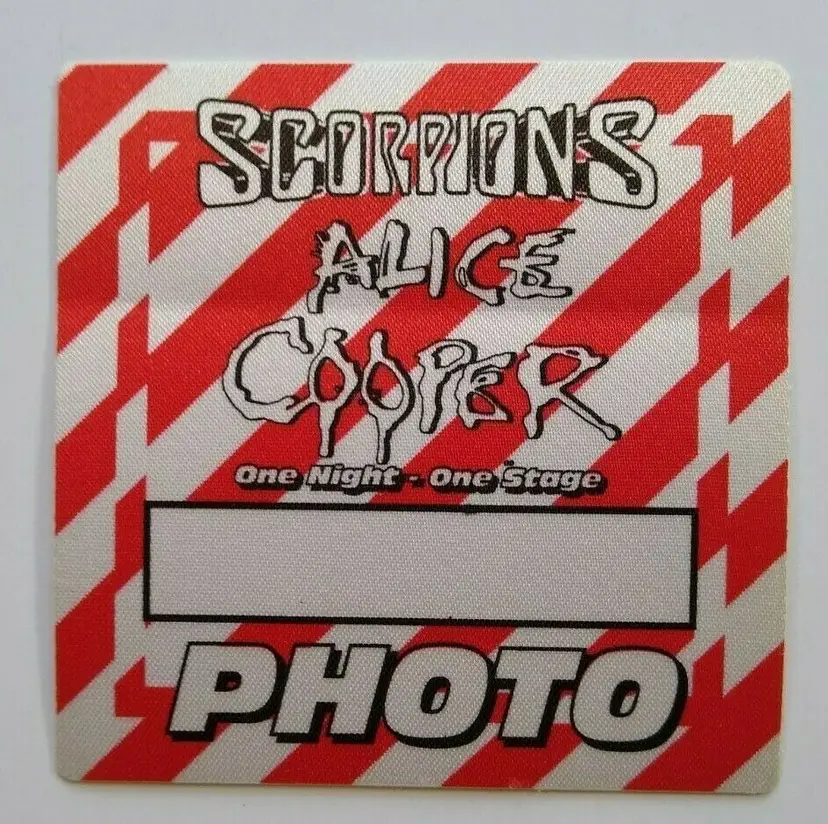 SCORPIONS
ALICE
COOPER
One Night - One Stage
PHOTO